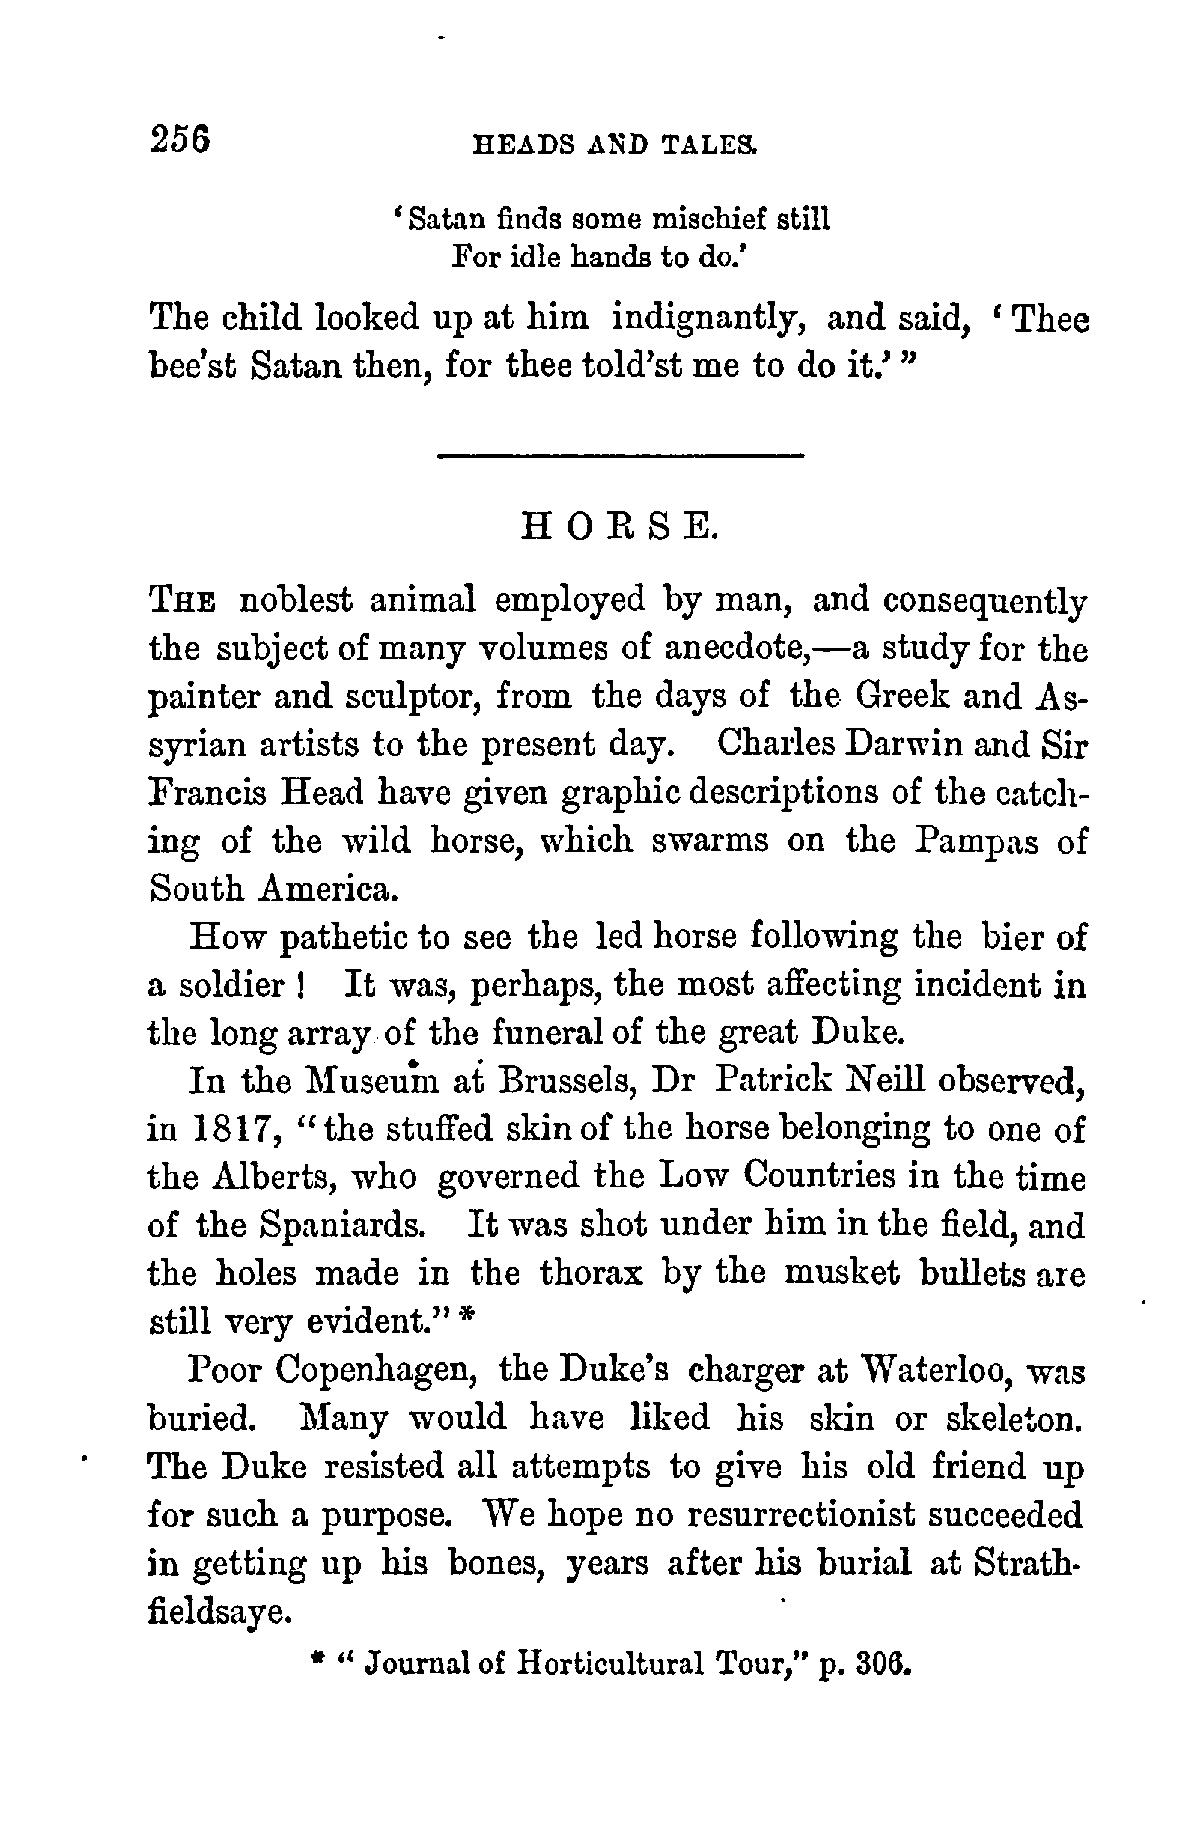 256 HEADS AND TALES.
‘Satan finds some mischief still
For idle hands to do.’
The child looked up at him indignantly, and said, ‘Thee
bee’st Satan then, for thee told’st me to do it.’”
HORSE.
THE noblest animal employed by man, and consequently
the subject of many volumes of anecdote,—a study for the
painter and sculptor, from the days of the Greek and As-
syrian artists to the present day. Charles Darwin and Sir
Francis Head have given graphic descriptions of the catch-
ing of the wild horse, which swarms on the Pampas of
South America.
How pathetic to see the led horse following the bier of
a soldier! It was, perhaps, the most affecting incident in
the long array of the funeral of the great Duke.
In the Museum at Brussels, Dr Patrick Neill observed,
in 1817, “the stuffed skin of the horse belonging to one of
the Alberts, who governed the Low Countries in the time
of the Spaniards. It was shot under him in the field, and
the holes made in the thorax by the musket bullets are
still very evident.”*
Poor Copenhagen, the Duke’s charger at Waterloo, was
buried. Many would have liked his skin or skeleton.
The Duke resisted all attempts to give his old friend up
for such a purpose. We hope no resurrectionist succeeded
in getting up his bones, years after his burial at Strath-
fieldsaye.
* “Journal of Horticultural Tour,” p. 306.